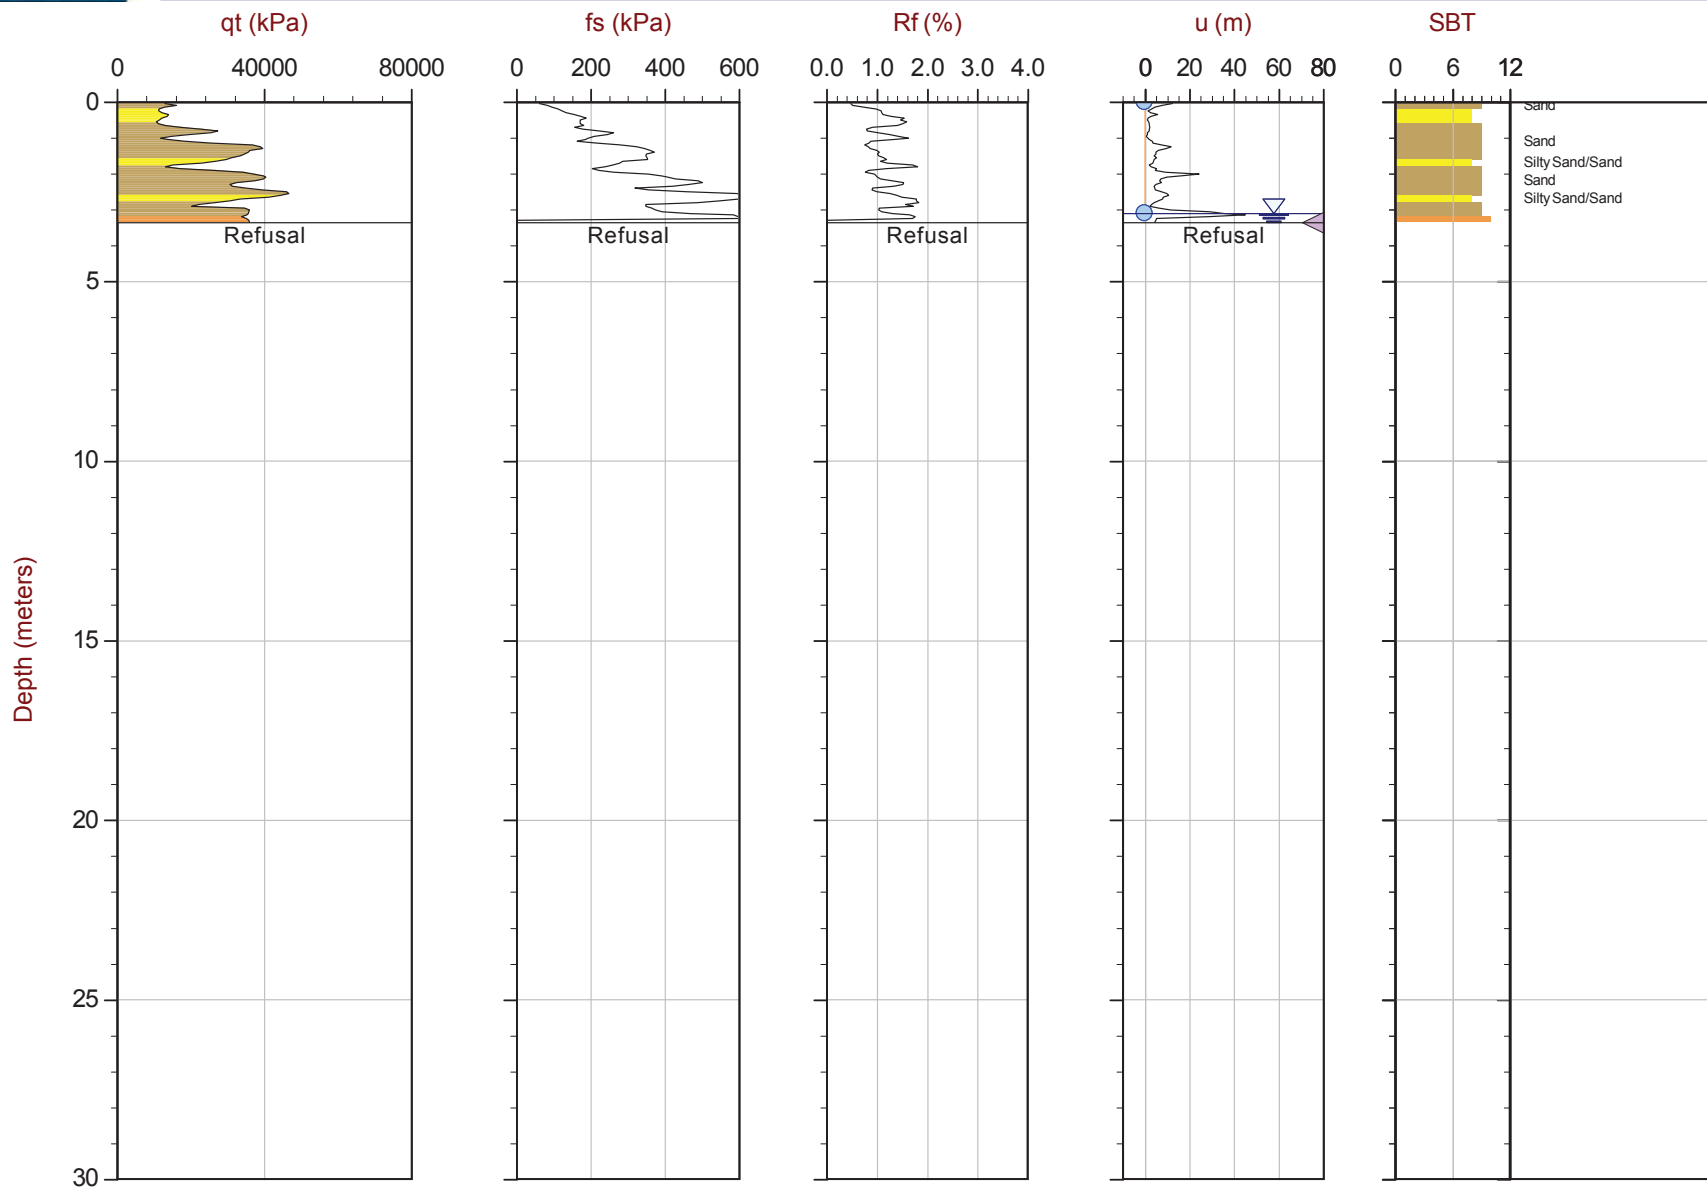 qt (kPa) fs (kPa) Rf (%) u (m) SBT
0 40000 80000 0 200 400 600 0.0 1.0 2.0 3.0 4.0 0 20 40 60 80 0 6 12
0
Sand
Sand
Silty Sand/Sand
Sand
Silty Sand/Sand
Refusal Refusal Refusal Refusal
5
10
15
Depth (meters)
20
25
30